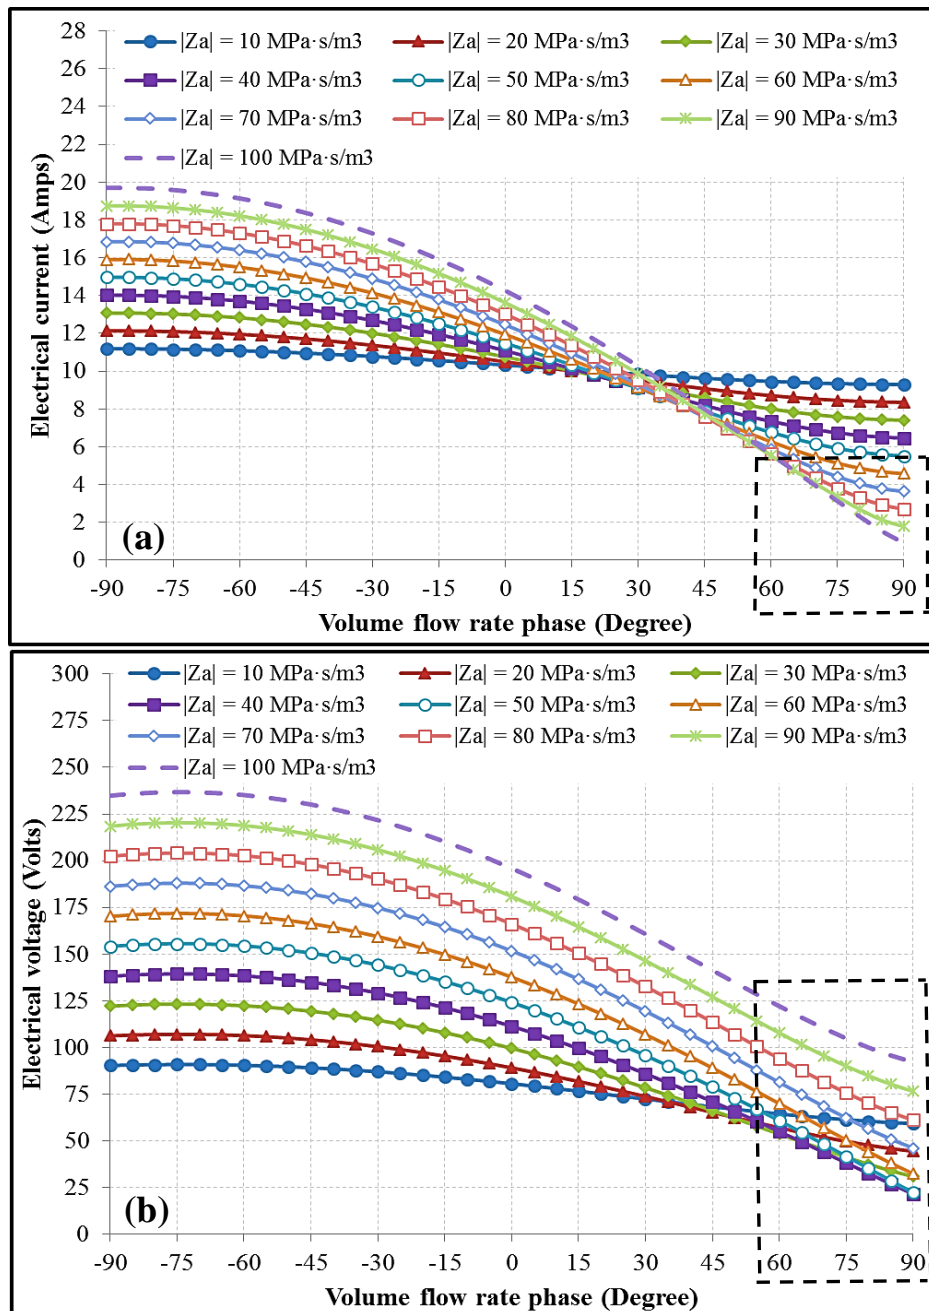 28
26
24
22
20
18
16
14
12
10
8
6
4
2
0
Electrical current (Amps)
|Za| = 10 MPa·s/m3 |Za| = 20 MPa·s/m3 |Za| = 30 MPa·s/m3
|Za| = 40 MPa·s/m3 |Za| = 50 MPa·s/m3 |Za| = 60 MPa·s/m3
|Za| = 70 MPa·s/m3 |Za| = 80 MPa·s/m3 |Za| = 90 MPa·s/m3
|Za| = 100 MPa·s/m3
(a)
-90 -75 -60 -45 -30 -15 0 15 30 45 60 75 90
Volume flow rate phase (Degree)
300
275
250
225
200
175
150
125
100
75
50
25
0
Electrical voltage (Volts)
|Za| = 10 MPa·s/m3 |Za| = 20 MPa·s/m3 |Za| = 30 MPa·s/m3
|Za| = 40 MPa·s/m3 |Za| = 50 MPa·s/m3 |Za| = 60 MPa·s/m3
|Za| = 70 MPa·s/m3 |Za| = 80 MPa·s/m3 |Za| = 90 MPa·s/m3
|Za| = 100 MPa·s/m3
(b)
-90 -75 -60 -45 -30 -15 0 15 30 45 60 75 90
Volume flow rate phase (Degree)